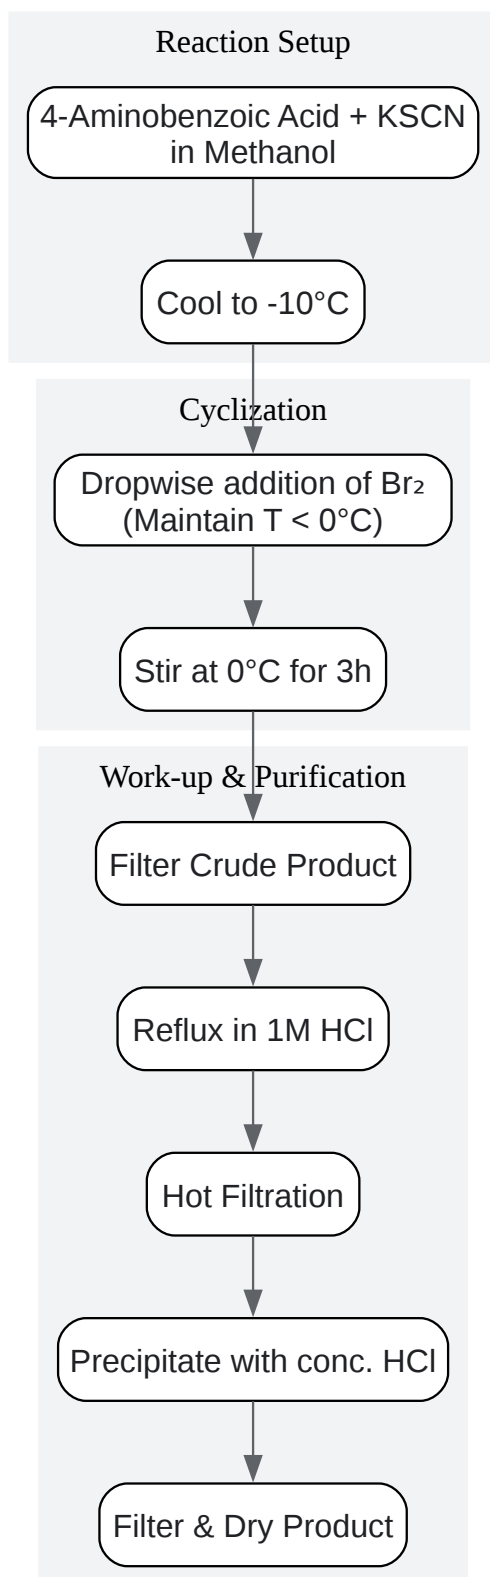 Reaction Setup
4-Aminobenzoic Acid + KSCN
in Methanol
Cool to -10°C
Cyclization
Dropwise addition of Br₂
(Maintain T < 0°C)
Stir at 0°C for 3h
Work-up & Purification
Filter Crude Product
Reflux in 1M HCl
Hot Filtration
Precipitate with conc. HCl
Filter & Dry Product